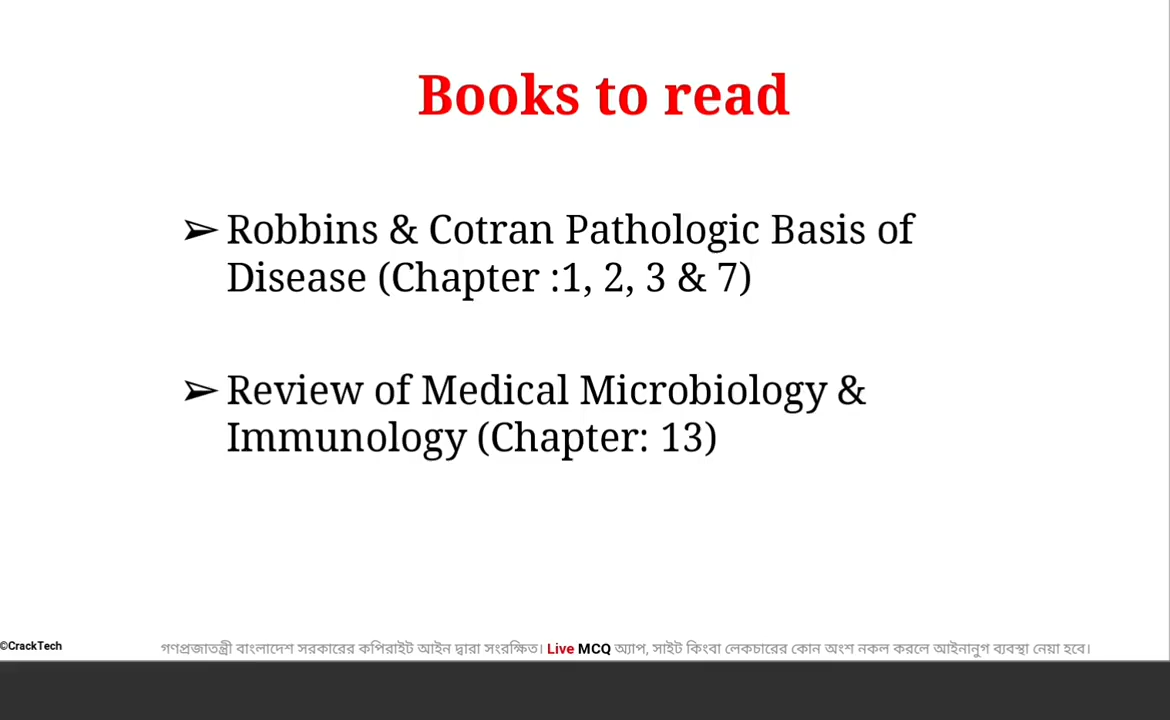 Books to read
➢ Robbins & Cotran Pathologic Basis of
Disease (Chapter :1, 2, 3 & 7)
➢ Review of Medical Microbiology &
Immunology (Chapter: 13)
©CrackTech
গণপ্রজাতন্ত্রী বাংলাদেশ সরকারের কপিরাইট আইন দ্বারা সংরক্ষিত। Live MCQ অ্যাপ, সাইট কিংবা লেকচারের কোন অংশ নকল করলে আইনানুগ ব্যবস্থা নেয়া হবে।